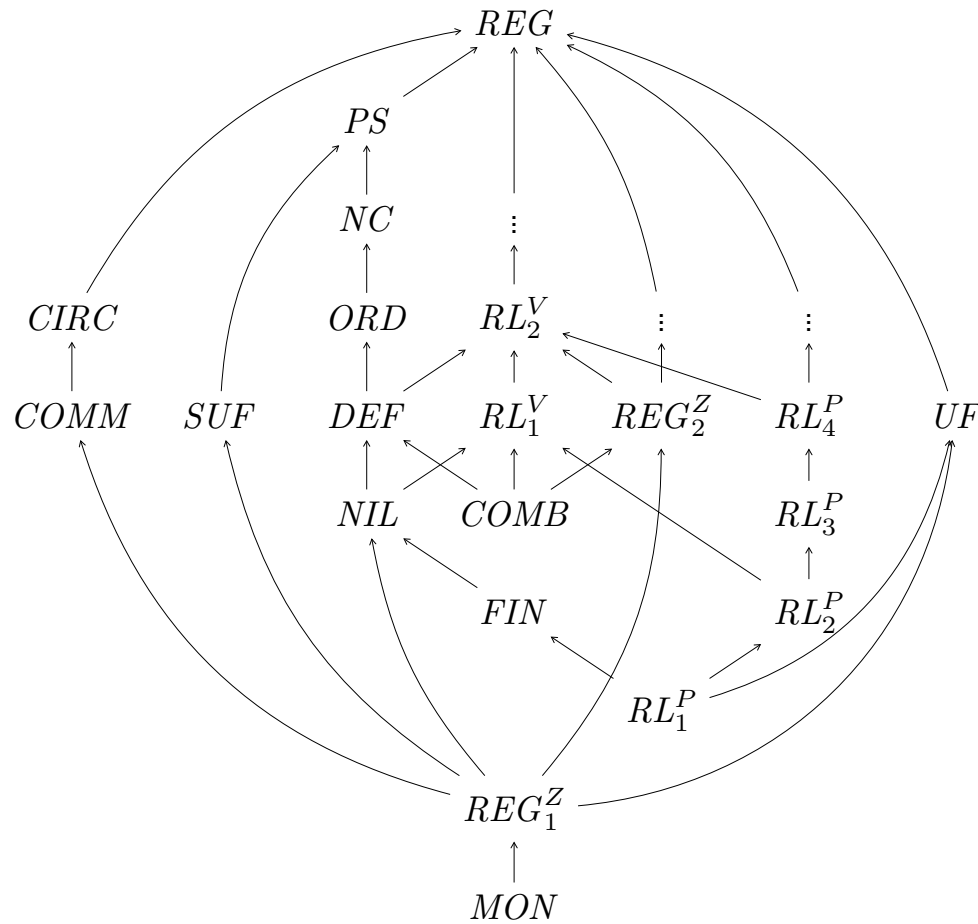 REG
PS
NC ⋮
CIRC ORD RL_2^V ⋮ ⋮
COMM SUF DEF RL_1^V REG_2^Z RL_4^P UF
NIL COMB RL_3^P
FIN RL_2^P
RL_1^P
REG_1^Z
MON